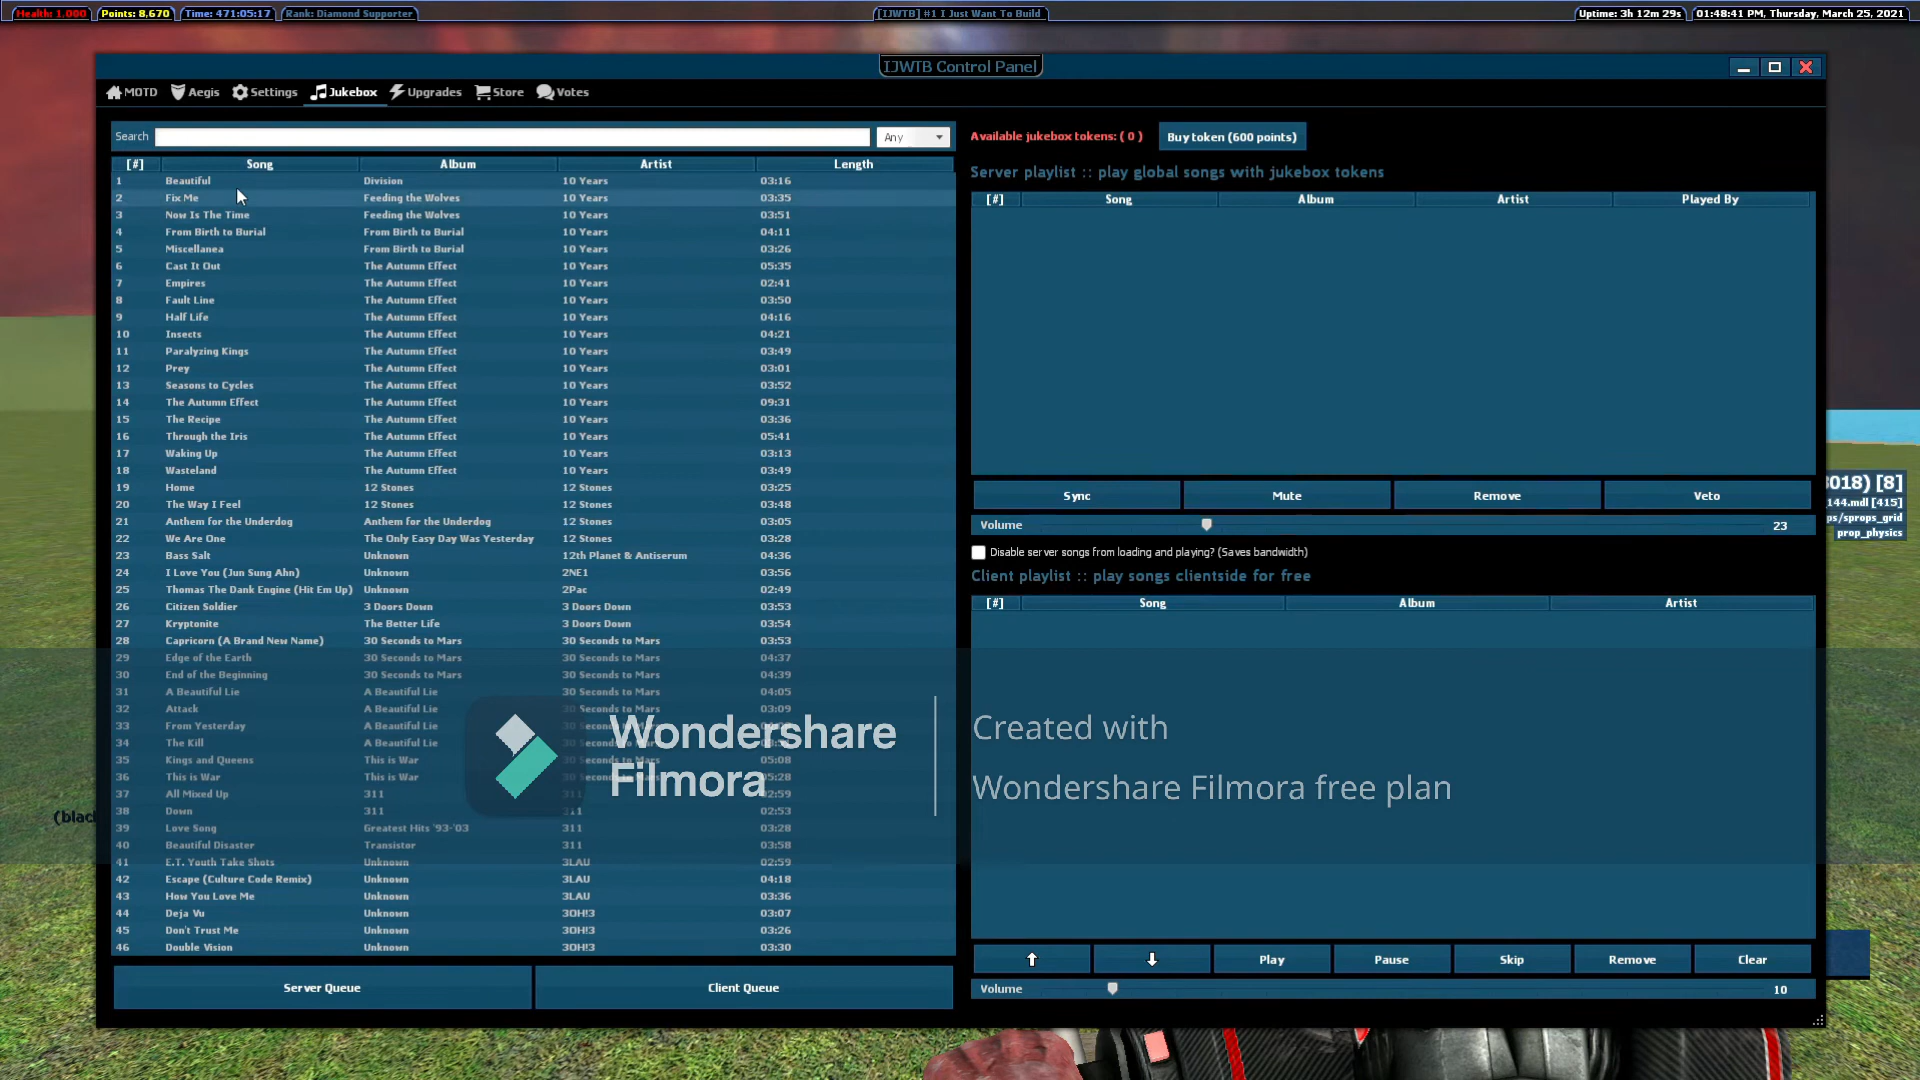 Health: 1,000 Points: 8,670 Time: 471:05:17 Rank: Diamond Supporter [IJWTB] #1 I Just Want To Build Uptime: 3h 12m 29s 01:48:41 PM, Thursday, March 25, 2021
IJWTB Control Panel
MOTD Aegis Settings Jukebox Upgrades Store Votes
Search Any
[#] Song Album Artist Length
1 Beautiful Division 10 Years 03:16
2 Fix Me Feeding the Wolves 10 Years 03:35
3 Now Is The Time Feeding the Wolves 10 Years 03:51
4 From Birth to Burial From Birth to Burial 10 Years 04:11
5 Miscellanea From Birth to Burial 10 Years 03:26
6 Cast It Out The Autumn Effect 10 Years 05:35
7 Empires The Autumn Effect 10 Years 02:41
8 Fault Line The Autumn Effect 10 Years 03:50
9 Half Life The Autumn Effect 10 Years 04:16
10 Insects The Autumn Effect 10 Years 04:21
11 Paralyzing Kings The Autumn Effect 10 Years 03:49
12 Prey The Autumn Effect 10 Years 03:01
13 Seasons to Cycles The Autumn Effect 10 Years 03:52
14 The Autumn Effect The Autumn Effect 10 Years 09:31
15 The Recipe The Autumn Effect 10 Years 03:36
16 Through the Iris The Autumn Effect 10 Years 05:41
17 Waking Up The Autumn Effect 10 Years 03:13
18 Wasteland The Autumn Effect 10 Years 03:49
19 Home 12 Stones 12 Stones 03:25
20 The Way I Feel 12 Stones 12 Stones 03:48
21 Anthem for the Underdog Anthem for the Underdog 12 Stones 03:05
22 We Are One The Only Easy Day Was Yesterday 12 Stones 03:28
23 Bass Salt Unknown 12th Planet & Antiserum 04:36
24 I Love You (Jun Sung Ahn) Unknown 2NE1 03:56
25 Thomas The Dank Engine (Hit Em Up) Unknown 2Pac 02:49
26 Citizen Soldier 3 Doors Down 3 Doors Down 03:53
27 Kryptonite The Better Life 3 Doors Down 03:54
28 Capricorn (A Brand New Name) 30 Seconds to Mars 30 Seconds to Mars 03:53
29 Edge of the Earth 30 Seconds to Mars 30 Seconds to Mars 04:37
30 End of the Beginning 30 Seconds to Mars 30 Seconds to Mars 04:39
31 A Beautiful Lie A Beautiful Lie 30 Seconds to Mars 04:05
32 Attack A Beautiful Lie 30 Seconds to Mars 03:09
33 From Yesterday A Beautiful Lie
34 The Kill A Beautiful Lie
35 Kings and Queens This is War 05:08
36 This is War This is War 05:28
37 All Mixed Up 311 02:59
38 Down 311 311 02:53
39 Love Song Greatest Hits '93-'03 311 03:28
40 Beautiful Disaster Transistor 311 03:58
41 E.T. Youth Take Shots Unknown 3LAU 02:59
42 Escape (Culture Code Remix) Unknown 3LAU 04:18
43 How You Love Me Unknown 3LAU 03:36
44 Deja Vu Unknown 3OH!3 03:07
45 Don't Trust Me Unknown 3OH!3 03:26
46 Double Vision Unknown 3OH!3 03:30
Server Queue Client Queue
Available jukebox tokens: ( 0 ) Buy token (600 points)
Server playlist :: play global songs with jukebox tokens
[#] Song Album Artist Played By
Sync Mute Remove Veto
Volume 23
Disable server songs from loading and playing? (Saves bandwidth)
Client playlist :: play songs clientside for free
[#] Song Album Artist
Play Pause Skip Remove Clear
Volume 10
Wondershare
Filmora
Created with
Wondershare Filmora free plan
018) [8]
144.mdl [415]
ps/sprops_grid
prop_physics
(blac